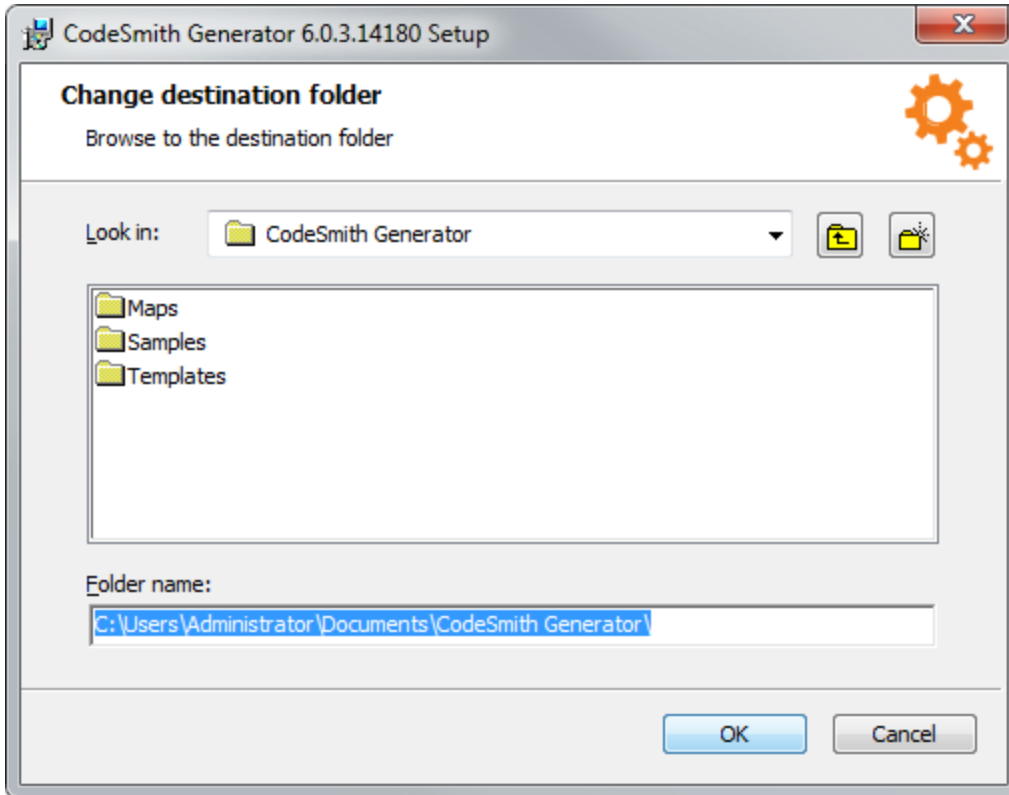 CodeSmith Generator 6.0.3.14180 Setup
Change destination folder
Browse to the destination folder
Look in: CodeSmith Generator
Maps
Samples
Templates
Folder name:
C:\Users\Administrator\Documents\CodeSmith Generator\
OK Cancel